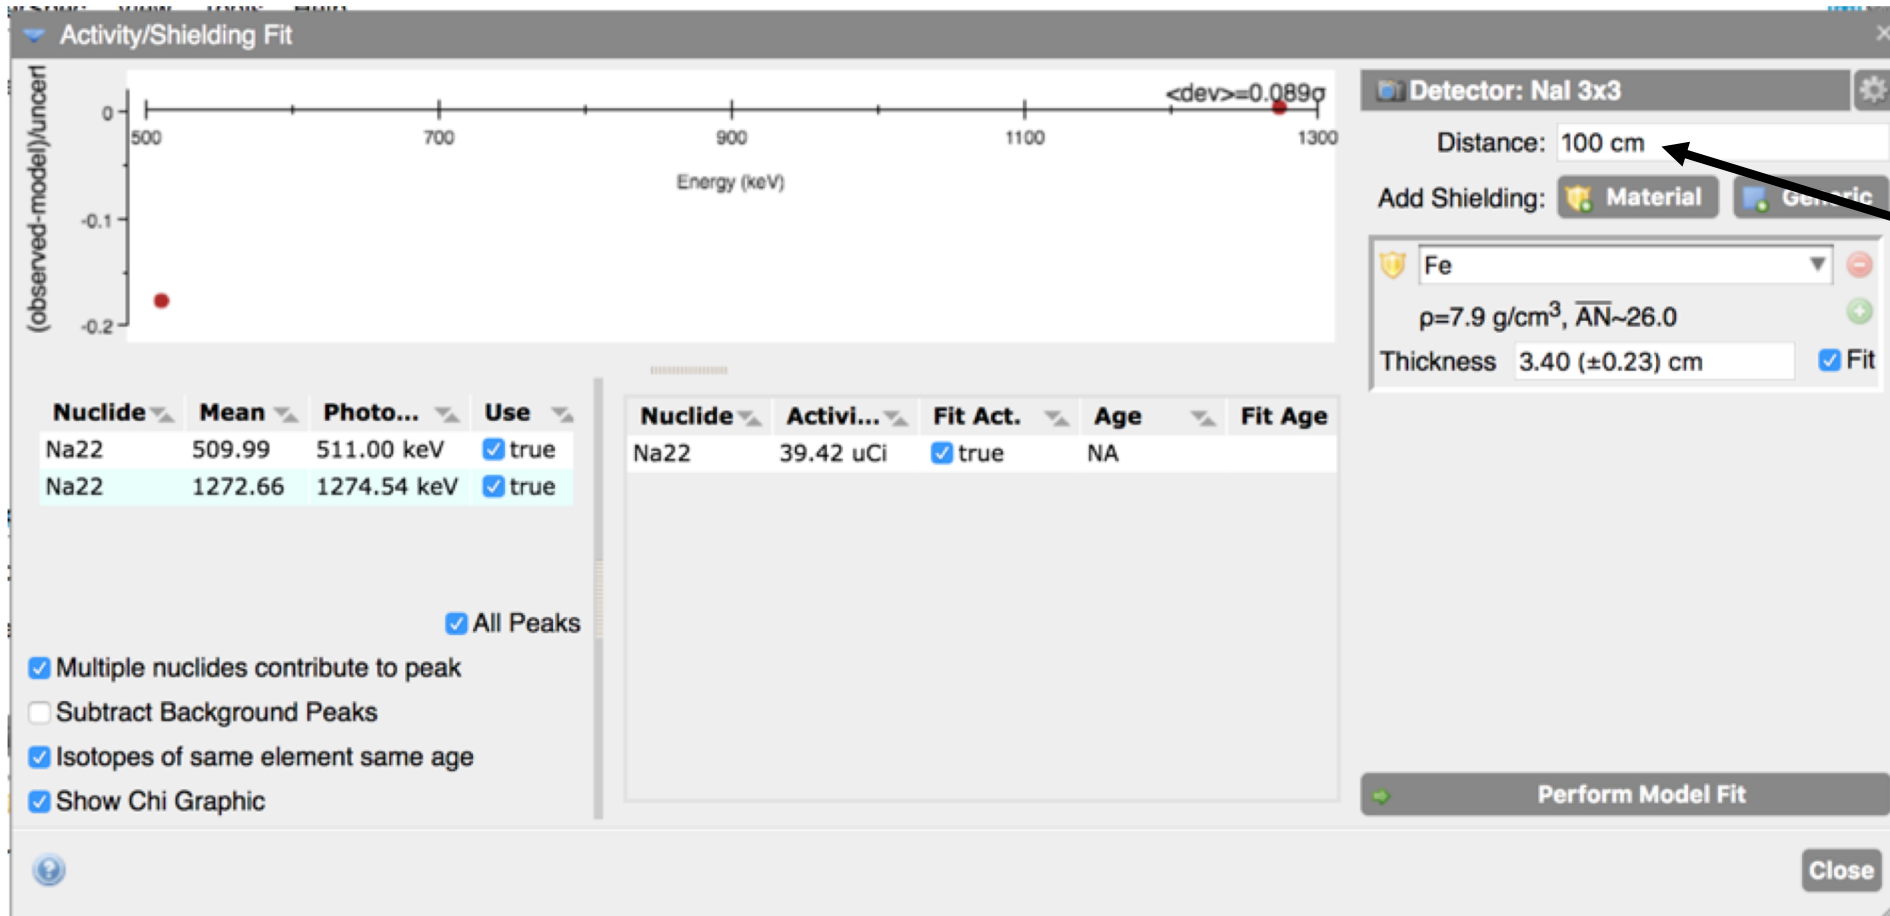 Activity/Shielding Fit
(observed-model)/uncert
<dev>=0.089σ
0
-0.1
-0.2
500 700 900 1100 1300
Energy (keV)
Detector: NaI 3x3
Distance: 100 cm
Add Shielding: Material Generic
Fe
ρ=7.9 g/cm³, A̅N̅~26.0
Thickness 3.40 (±0.23) cm Fit
Nuclide Mean Photo... Use
Na22 509.99 511.00 keV true
Na22 1272.66 1274.54 keV true
All Peaks
Multiple nuclides contribute to peak
Subtract Background Peaks
Isotopes of same element same age
Show Chi Graphic
Nuclide Activi... Fit Act. Age Fit Age
Na22 39.42 uCi true NA
Perform Model Fit
Close